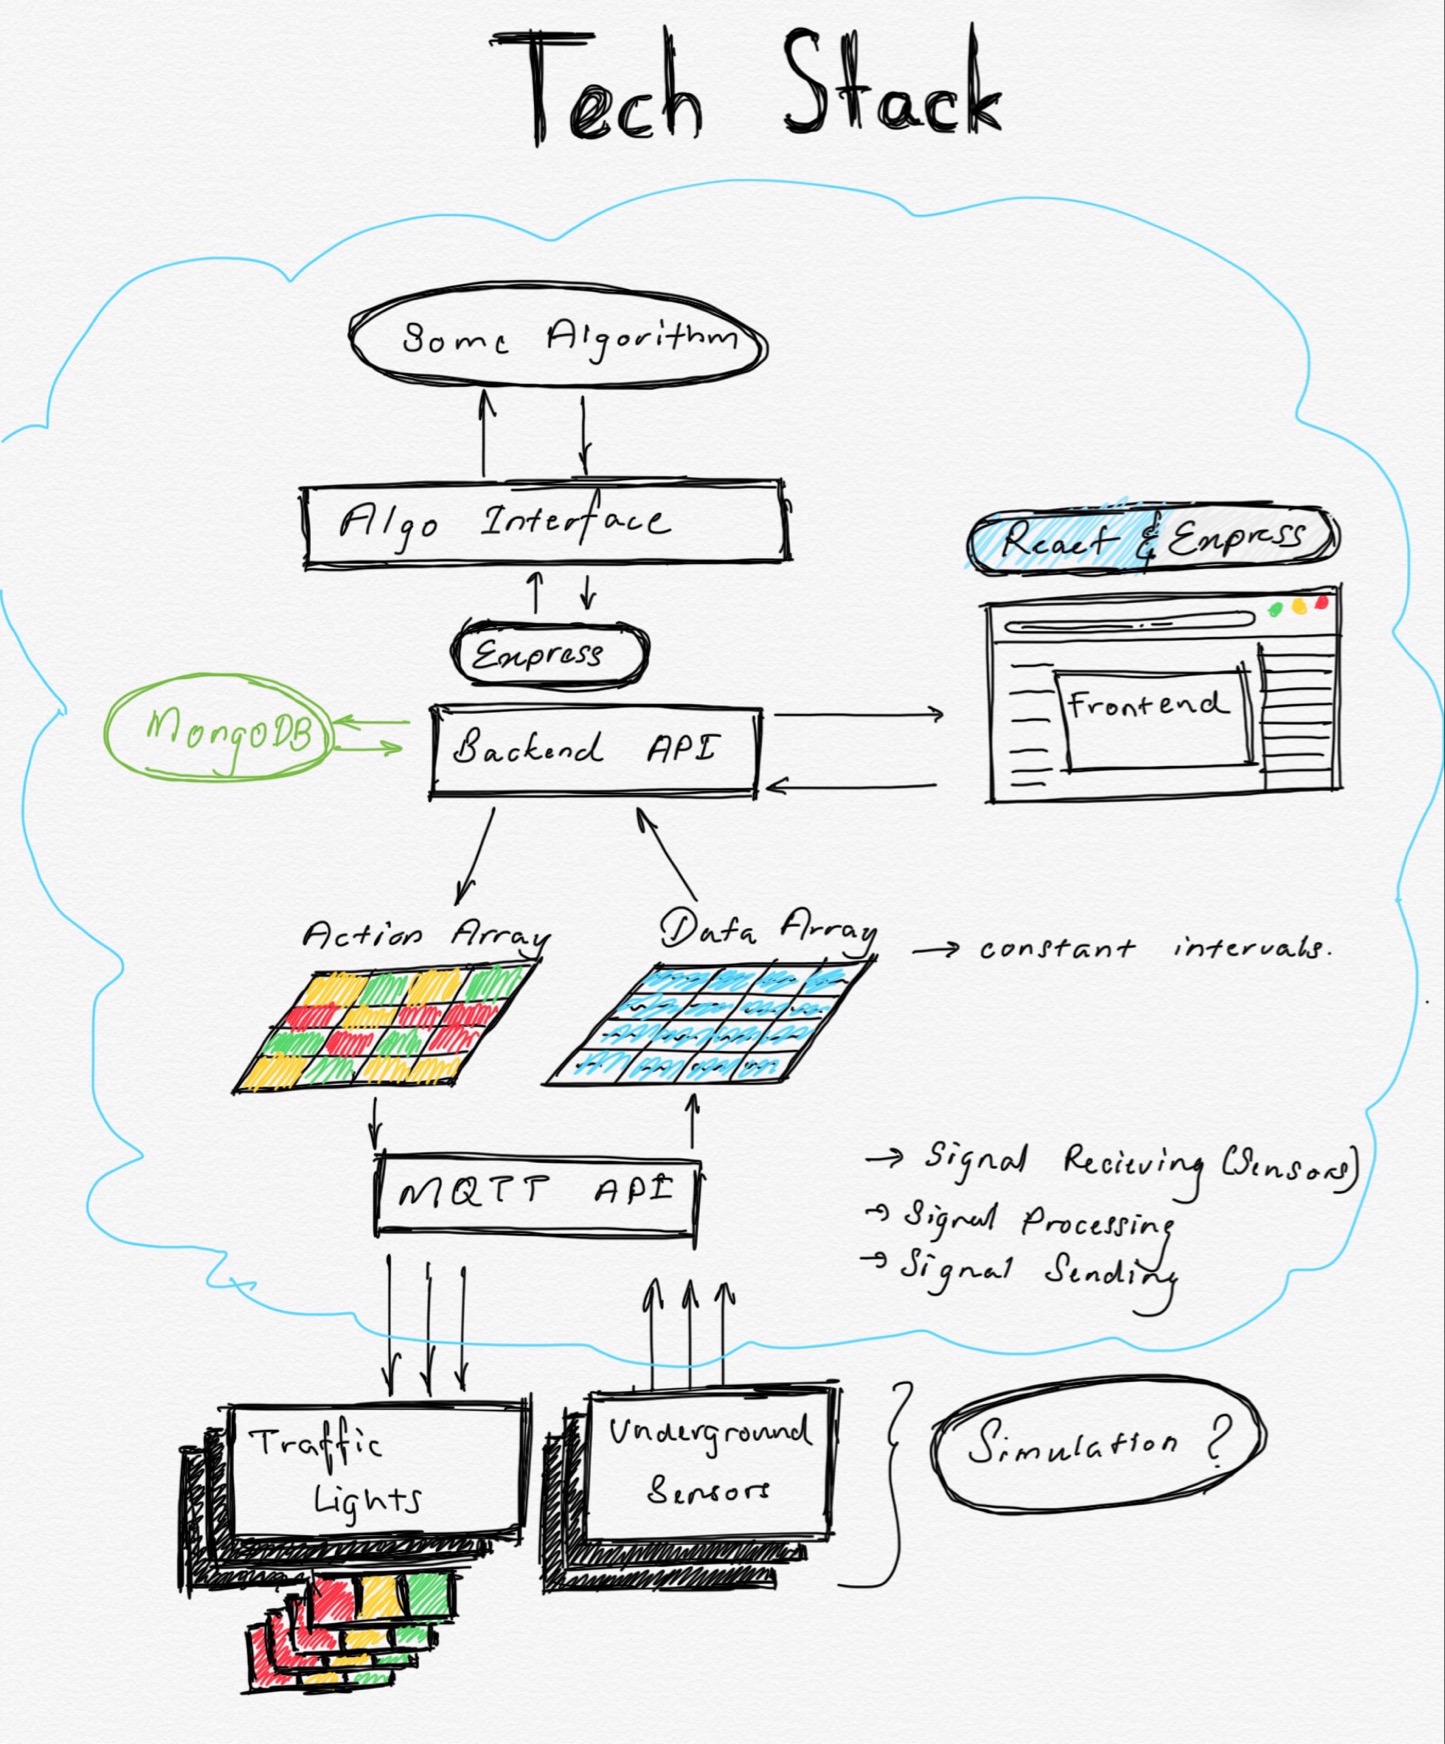 Tech Stack
Some Algorithm
Algo Interface
React & Express
Express
Frontend
MongoDB
Backend API
Action Array
Data Array
→ constant intervals.
MQTT API
→ Signal Recieving (Sensors)
→ Signal Processing
→ Signal Sending
Traffic
Lights
Underground
Sensors
Simulation ?